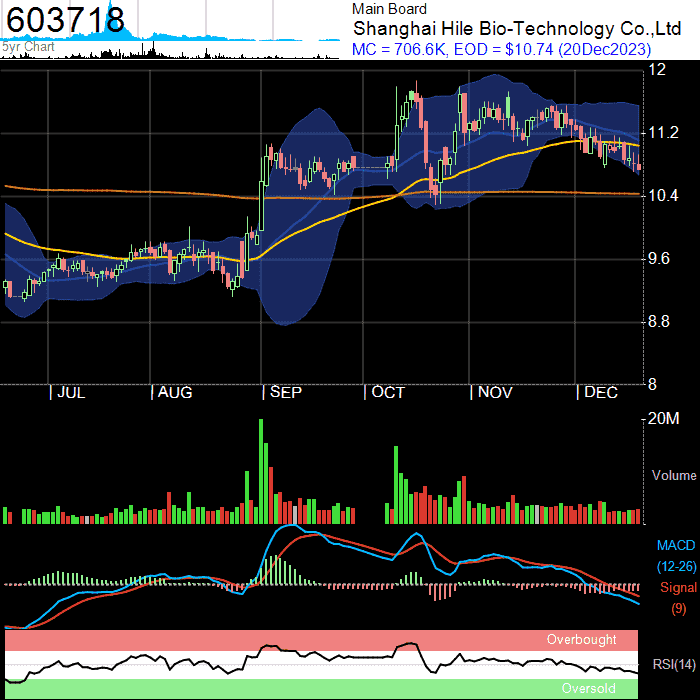 603718
5yr Chart
Main Board
Shanghai Hile Bio-Technology Co.,Ltd
MC = 706.6K, EOD = $10.74 (20Dec2023)
12
11.2
10.4
9.6
8.8
8
| JUL | AUG | SEP | OCT | NOV | DEC
20M
Volume
MACD
(12-26)
Signal
(9)
Overbought
RSI(14)
Oversold